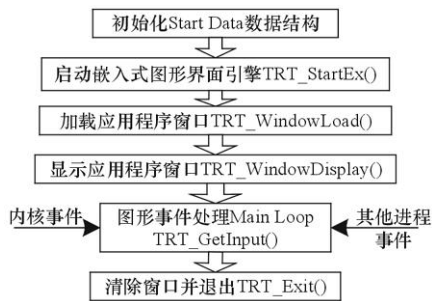 初始化Start Data数据结构
启动嵌入式图形界面引擎TRT_StartEx()
加载应用程序窗口TRT_WindowLoad()
显示应用程序窗口TRT_WindowDisplay()
内核事件
图形事件处理Main Loop
TRT_GetInput()
其他进程
事件
清除窗口并退出TRT_Exit()